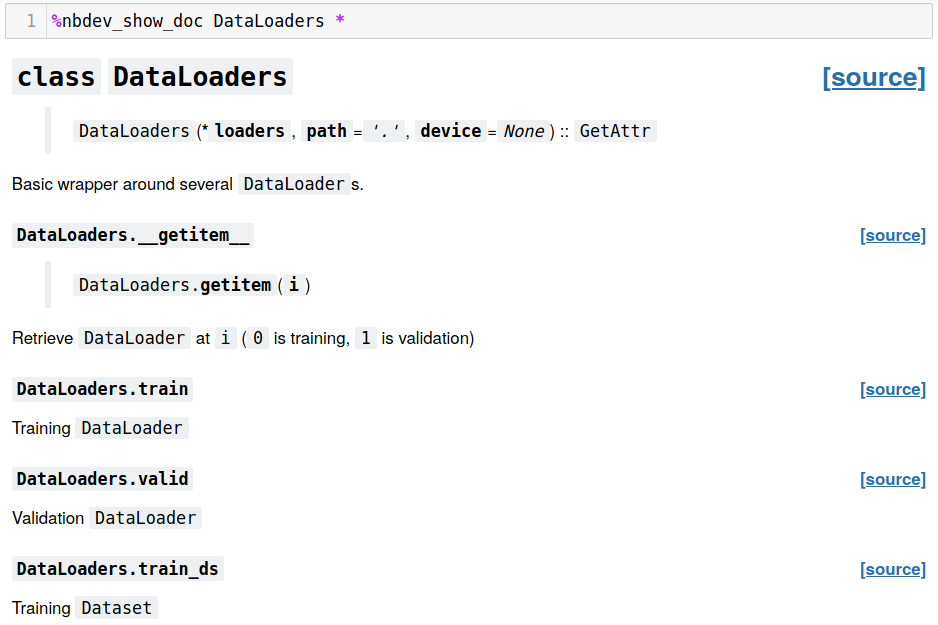 1 %nbdev_show_doc DataLoaders *
class DataLoaders [source]
DataLoaders (* loaders , path = '.' , device = None ) :: GetAttr
Basic wrapper around several DataLoader s.
DataLoaders.__getitem__ [source]
DataLoaders.getitem ( i )
Retrieve DataLoader at i ( 0 is training, 1 is validation)
DataLoaders.train [source]
Training DataLoader
DataLoaders.valid [source]
Validation DataLoader
DataLoaders.train_ds [source]
Training Dataset